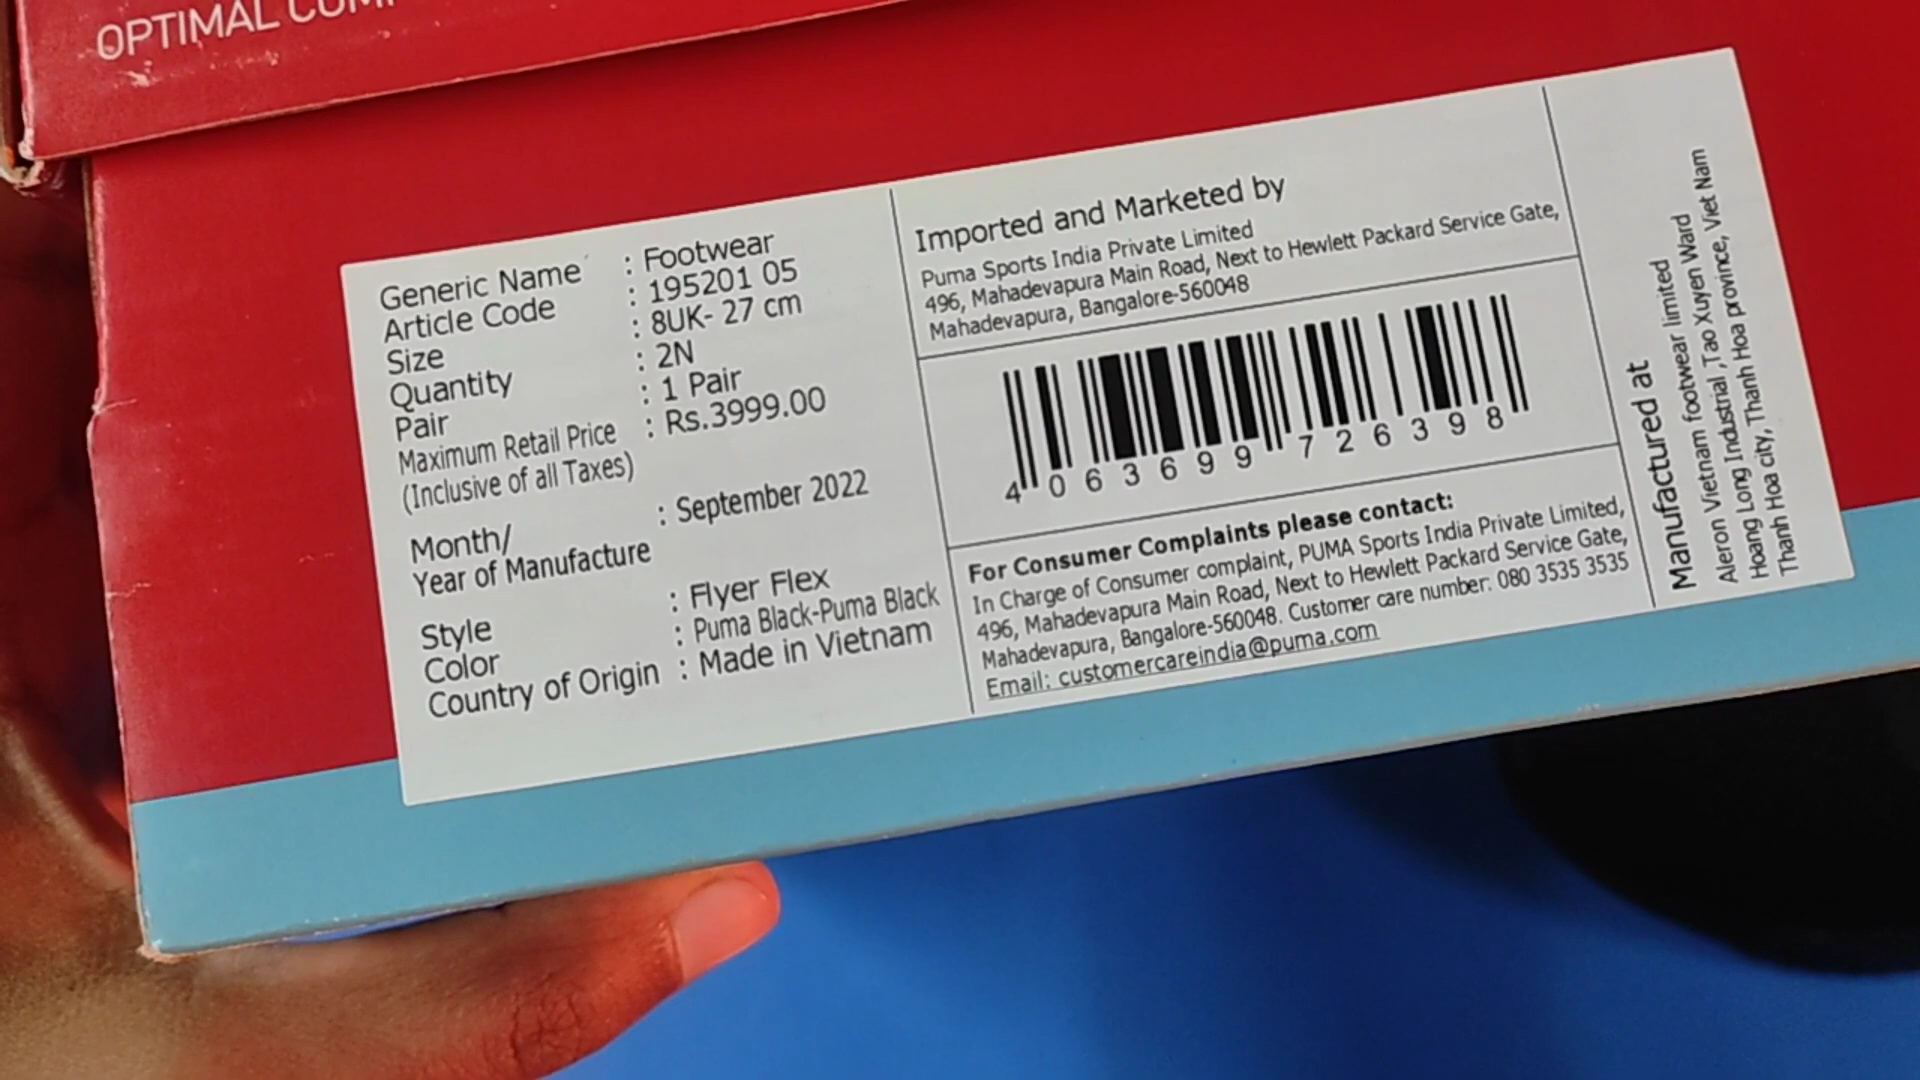 OPTIMAL
Generic Name : Footwear
Article Code : 195201 05
Size : 8UK- 27 cm
Quantity : 2N
Pair : 1 Pair
Maximum Retail Price : Rs.3999.00
(Inclusive of all Taxes)
Month/ : September 2022
Year of Manufacture
Style : Flyer Flex
Color : Puma Black-Puma Black
Country of Origin : Made in Vietnam
Imported and Marketed by
Puma Sports India Private Limited
496, Mahadevapura Main Road, Next to Hewlett Packard Service Gate,
Mahadevapura, Bangalore-560048
4 063699 726398
For Consumer Complaints please contact:
In Charge of Consumer complaint, PUMA Sports India Private Limited,
496, Mahadevapura Main Road, Next to Hewlett Packard Service Gate,
Mahadevapura, Bangalore-560048. Customer care number: 080 3535 3535
Email: customercareindia@puma.com
Manufactured at
Aleron Vietnam footwear limited
Hoang Long Industrial ,Tao Xuyen Ward
Thanh Hoa city, Thanh Hoa province, Viet Nam